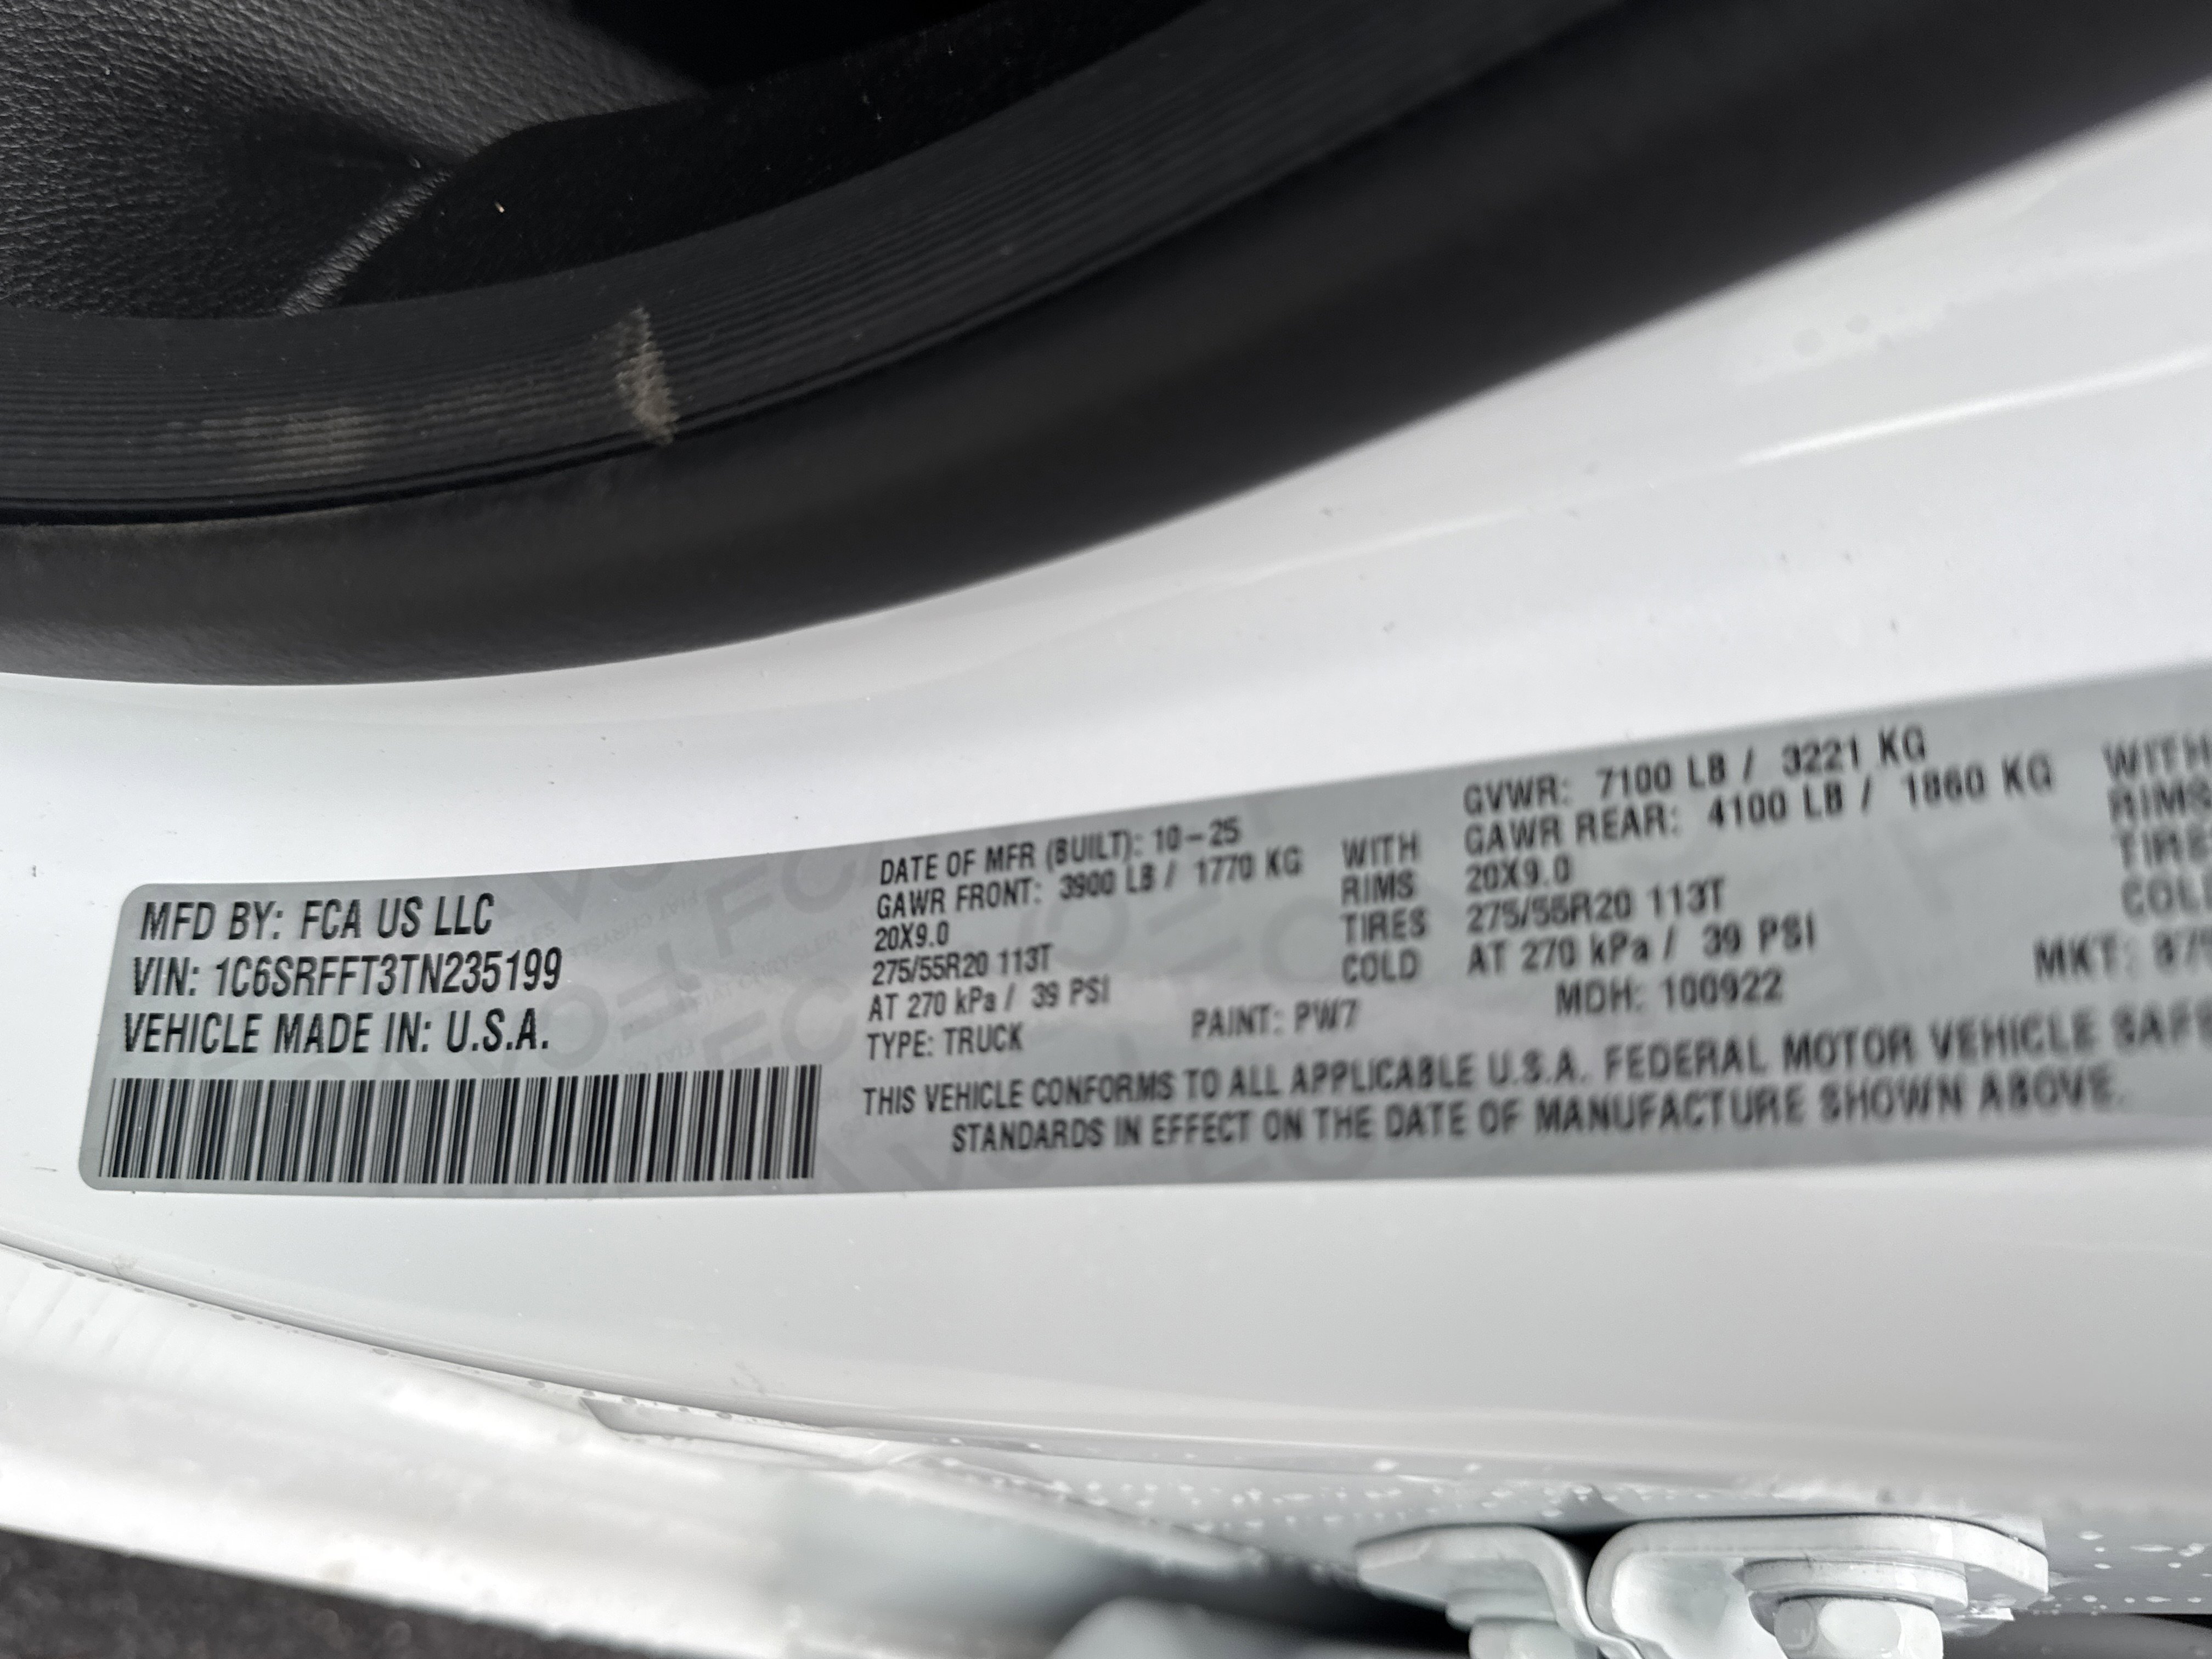 MFD BY: FCA US LLC
VIN: 1C6SRFFT3TN235199
VEHICLE MADE IN: U.S.A.
DATE OF MFR (BUILT): 10-25
GAWR FRONT: 3900 LB / 1770 KG
20X9.0
275/55R20 113T
AT 270 kPa / 39 PSI
TYPE: TRUCK
PAINT: PW7
WITH
RIMS
TIRES
COLD
GVWR: 7100 LB / 3221 KG
GAWR REAR: 4100 LB / 1860 KG
20X9.0
275/55R20 113T
AT 270 kPa / 39 PSI
MDH: 100922
WITH
RIMS
MKT:
THIS VEHICLE CONFORMS TO ALL APPLICABLE U.S.A. FEDERAL MOTOR VEHICLE
STANDARDS IN EFFECT ON THE DATE OF MANUFACTURE SHOWN ABOVE.